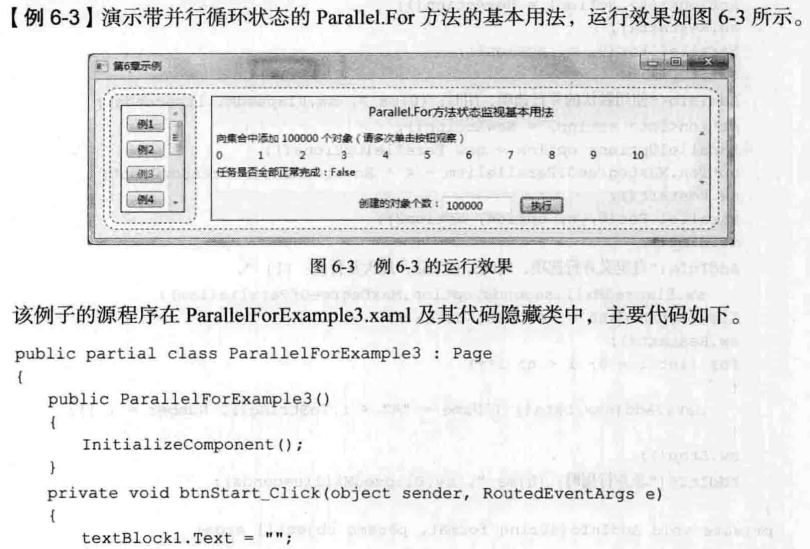 【例 6-3】演示带并行循环状态的 Parallel.For 方法的基本用法，运行效果如图 6-3 所示。
第6章示例
例1
例2
例3
例4
Parallel.For方法状态监视基本用法
向集合中添加 100000 个对象（请多次单击按钮观察）
0 1 2 3 4 5 6 7 8 9 10
任务是否全部正常完成：False
创建的对象个数： 100000 执行
图 6-3 例 6-3 的运行效果
该例子的源程序在 ParallelForExample3.xaml 及其代码隐藏类中，主要代码如下。
public partial class ParallelForExample3 : Page
{
public ParallelForExample3()
{
InitializeComponent();
}
private void btnStart_Click(object sender, RoutedEventArgs e)
{
textBlock1.Text = "";